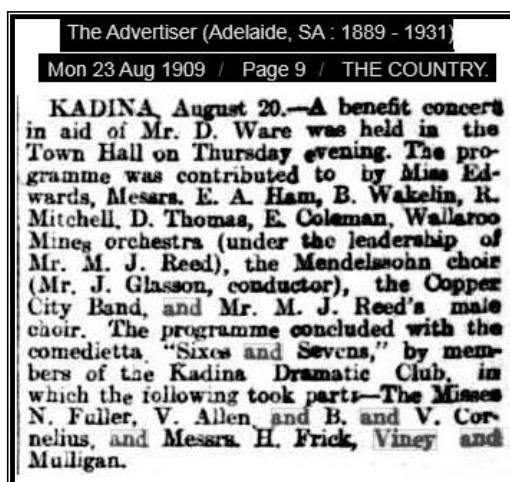 The Advertiser (Adelaide, SA : 1889 - 1931)
Mon 23 Aug 1909 / Page 9 / THE COUNTRY.
KADINA, August 20.—A benefit concert
in aid of Mr. D. Ware was held in the
Town Hall on Thursday evening. The pro-
gramme was contributed to by Miss Ed-
wards, Messrs. E. A. Ham, B. Wakelin, R.
Mitchell, D. Thomas, E. Coleman, Wallaroo
Mines orchestra (under the leadership of
Mr. M. J. Reed), the Mendelssohn choir
(Mr. J. Glasson, conductor), the Copper
City Band, and Mr. M. J. Reed's male
choir. The programme concluded with the
comedietta, "Sixes and Sevens," by mem-
bers of the Kadina Dramatic Club, in
which the following took parts—The Misses
N. Fuller, V. Allen and B. and V. Cor-
nelius, and Messrs. H. Frick, Viney and
Mulligan.